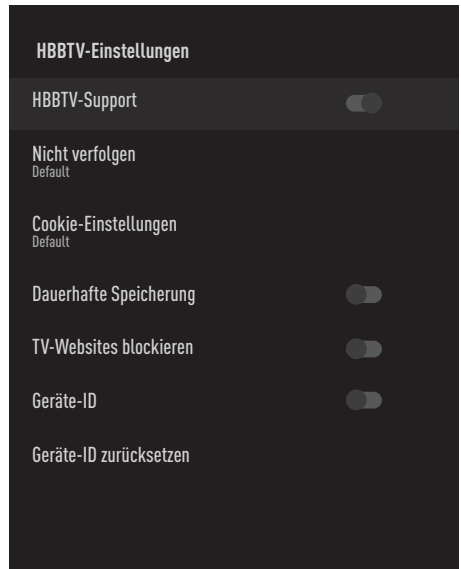 HBBTV-Einstellungen
HBBTV-Support
Nicht verfolgen
Default
Cookie-Einstellungen
Default
Dauerhafte Speicherung
TV-Websites blockieren
Geräte-ID
Geräte-ID zurücksetzen